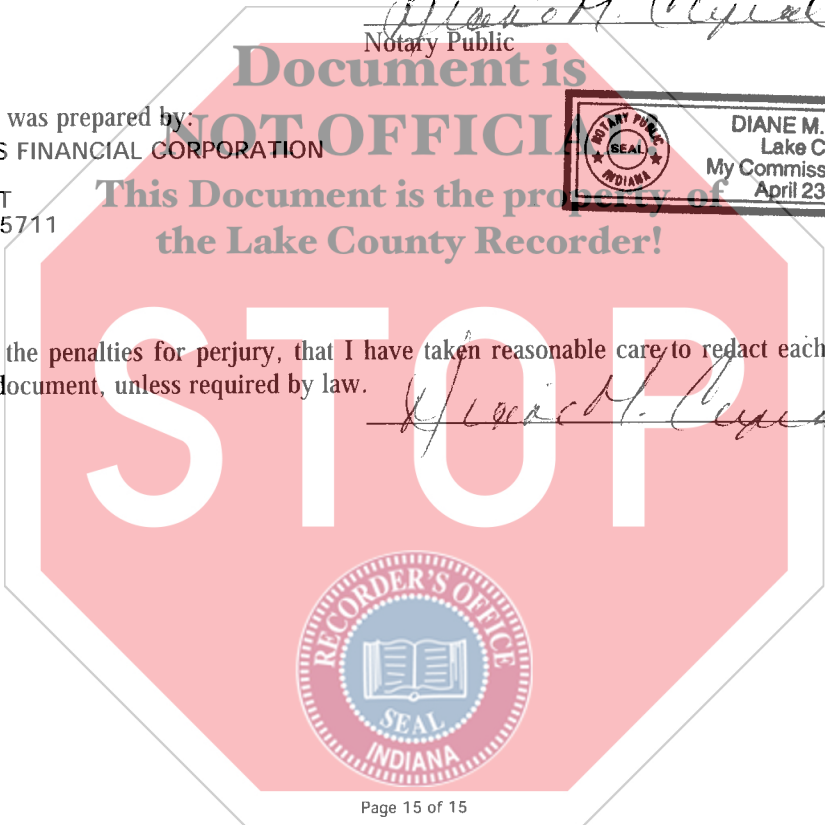 Notary Public
Document is
was prepared by:
NOT OFFICIA
S FINANCIAL CORPORATION
NOTARY PUBLIC
SEAL
INDIANA
DIANE M.
Lake C
My Commiss
April 23
T
This Document is the property of
5711
the Lake County Recorder!
STOP
the penalties for perjury, that I have taken reasonable care to redact each
document, unless required by law.
RECORDER'S OFFICE
SEAL
INDIANA
Page 15 of 15